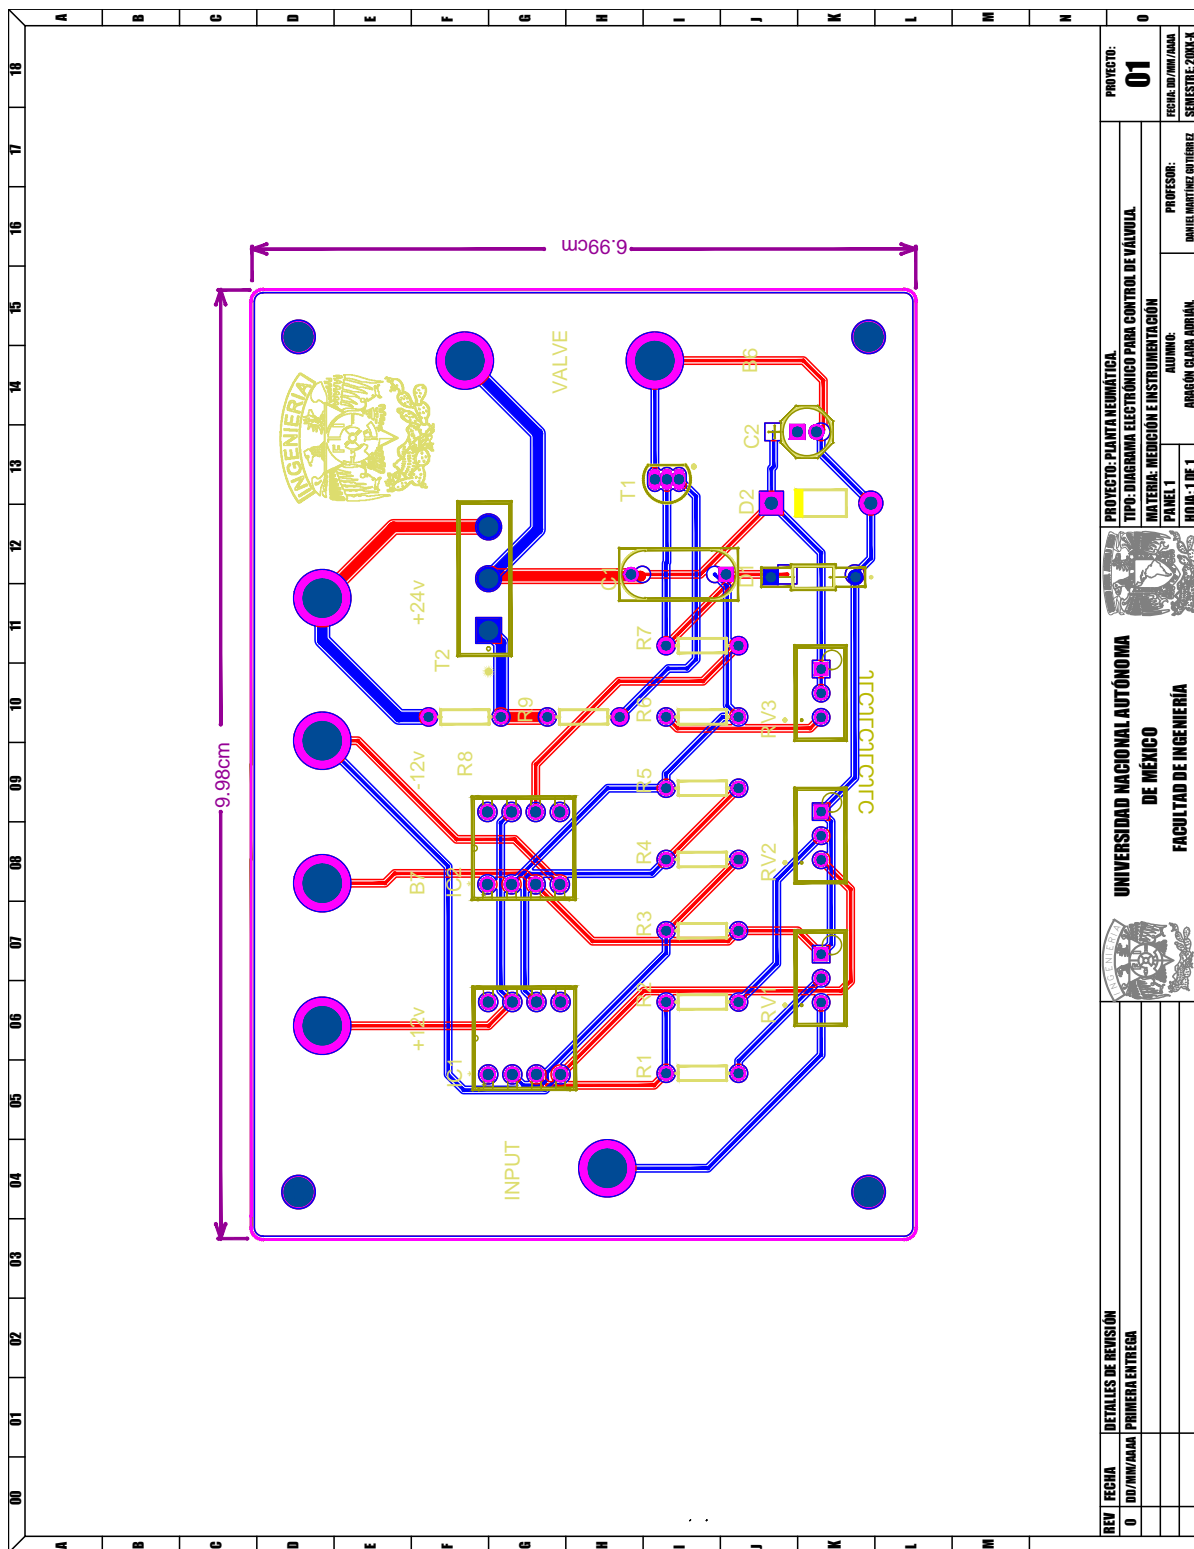 A B C D E F G H I J K L M N O
18
17
16
15
14
13
12
11
10
09
08
07
06
05
04
03
02
01
00
A B C D E F G H I J K L M
6.99cm
9.98cm
INGENIERIA
VALVE
B6
C2
T1
D2
C1
D1
+24v
T2
R7
R9
R6
RV3
JLCJLCJLCJLC
-12v
R8
R5
B7
IC2
R4
RV2
R3
+12v
R2
RV1
IC1
R1
INPUT
REV FECHA DETALLES DE REVISIÓN
0 DD/MM/AAAA PRIMERA ENTREGA
INGENIERIA
UNIVERSIDAD NACIONAL AUTÓNOMA
DE MÉXICO
FACULTAD DE INGENIERÍA
PROYECTO: PLANTA NEUMÁTICA.
TIPO: DIAGRAMA ELECTRÓNICO PARA CONTROL DE VÁLVULA.
MATERIA: MEDICIÓN E INSTRUMENTACIÓN
PANEL 1
HOJA: 1 DE 1
ALUMNO:
ARAGÓN CLARA ADRIÁN.
PROFESOR:
DANIEL MARTÍNEZ GUTIÉRREZ
PROYECTO:
01
FECHA: DD/MM/AAAA
SEMESTRE: 20XX-X